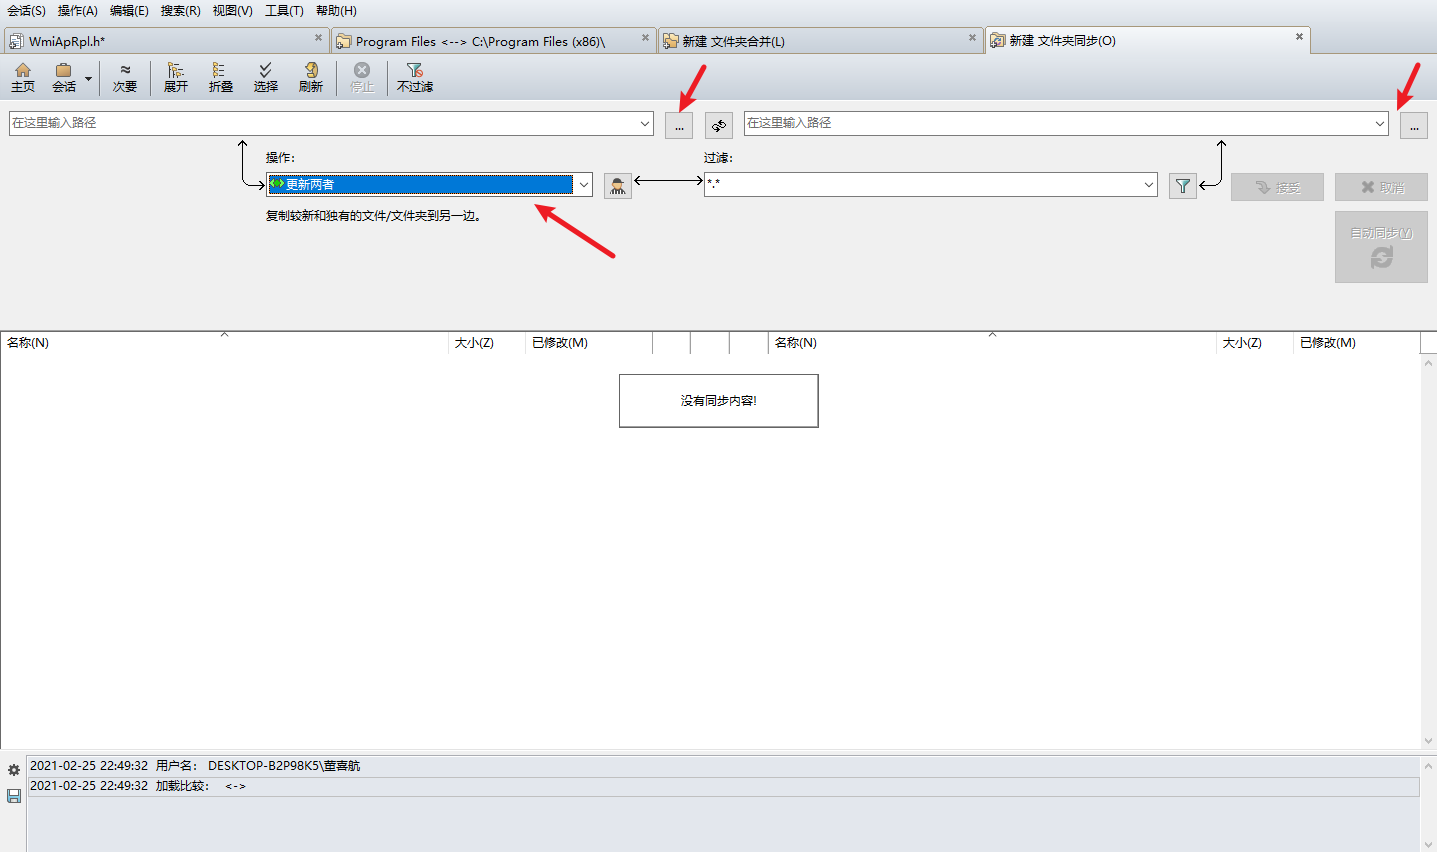 会话(S) 操作(A) 编辑(E) 搜索(R) 视图(V) 工具(T) 帮助(H)
WmiApRpl.h* Program Files <--> C:\Program Files (x86)\ 新建 文件夹合并(L) 新建 文件夹同步(O)
主页 会话 次要 展开 折叠 选择 刷新 停止 不过滤
在这里输入路径 ... 在这里输入路径 ...
操作: 过滤:
更新两者 *.* 接受 取消
复制较新和独有的文件/文件夹到另一边。
自动同步(Y)
名称(N) 大小(Z) 已修改(M) 名称(N) 大小(Z) 已修改(M)
没有同步内容!
2021-02-25 22:49:32 用户名: DESKTOP-B2P98K5\董喜航
2021-02-25 22:49:32 加载比较: <->